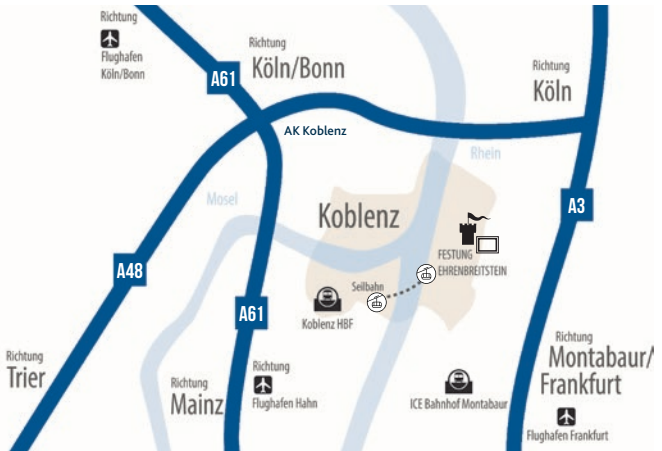 Richtung
Flughafen
Köln/Bonn
A61
Richtung
Köln/Bonn
Richtung
Köln
AK Koblenz
Rhein
Mosel
Koblenz
A3
FESTUNG
EHRENBREITSTEIN
A48
Seilbahn
A61
Koblenz HBF
Richtung
Trier
Richtung
Mainz
Richtung
Flughafen Hahn
ICE Bahnhof Montabaur
Richtung
Montabaur/
Frankfurt
Flughafen Frankfurt